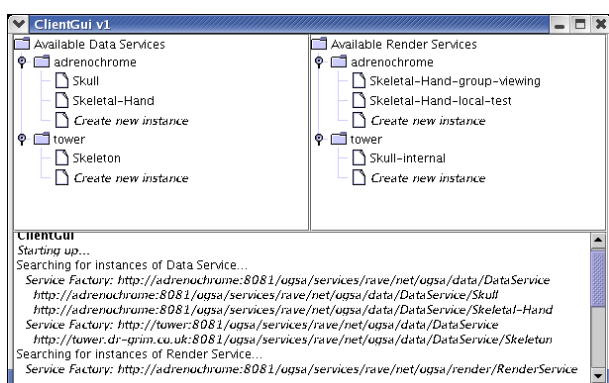 ClientGui v1
Available Data Services
adrenochrome
Skull
Skeletal-Hand
Create new instance
tower
Skeleton
Create new instance
Available Render Services
adrenochrome
Skeletal-Hand-group-viewing
Skeletal-Hand-local-test
Create new instance
tower
Skull-internal
Create new instance
ClientGui
Starting up...
Searching for instances of Data Service...
Service Factory: http://adrenochrome:8081/ogsa/services/rave/net/ogsa/data/DataService
http://adrenochrome:8081/ogsa/services/rave/net/ogsa/data/DataService/Skull
http://adrenochrome:8081/ogsa/services/rave/net/ogsa/data/DataService/Skeletal-Hand
Service Factory: http://tower:8081/ogsa/services/rave/net/ogsa/data/DataService
http://tower.dr-grim.co.uk:8081/ogsa/services/rave/net/ogsa/data/DataService/Skeleton
Searching for instances of Render Service...
Service Factory: http://adrenochrome:8081/ogsa/services/rave/net/ogsa/render/RenderService